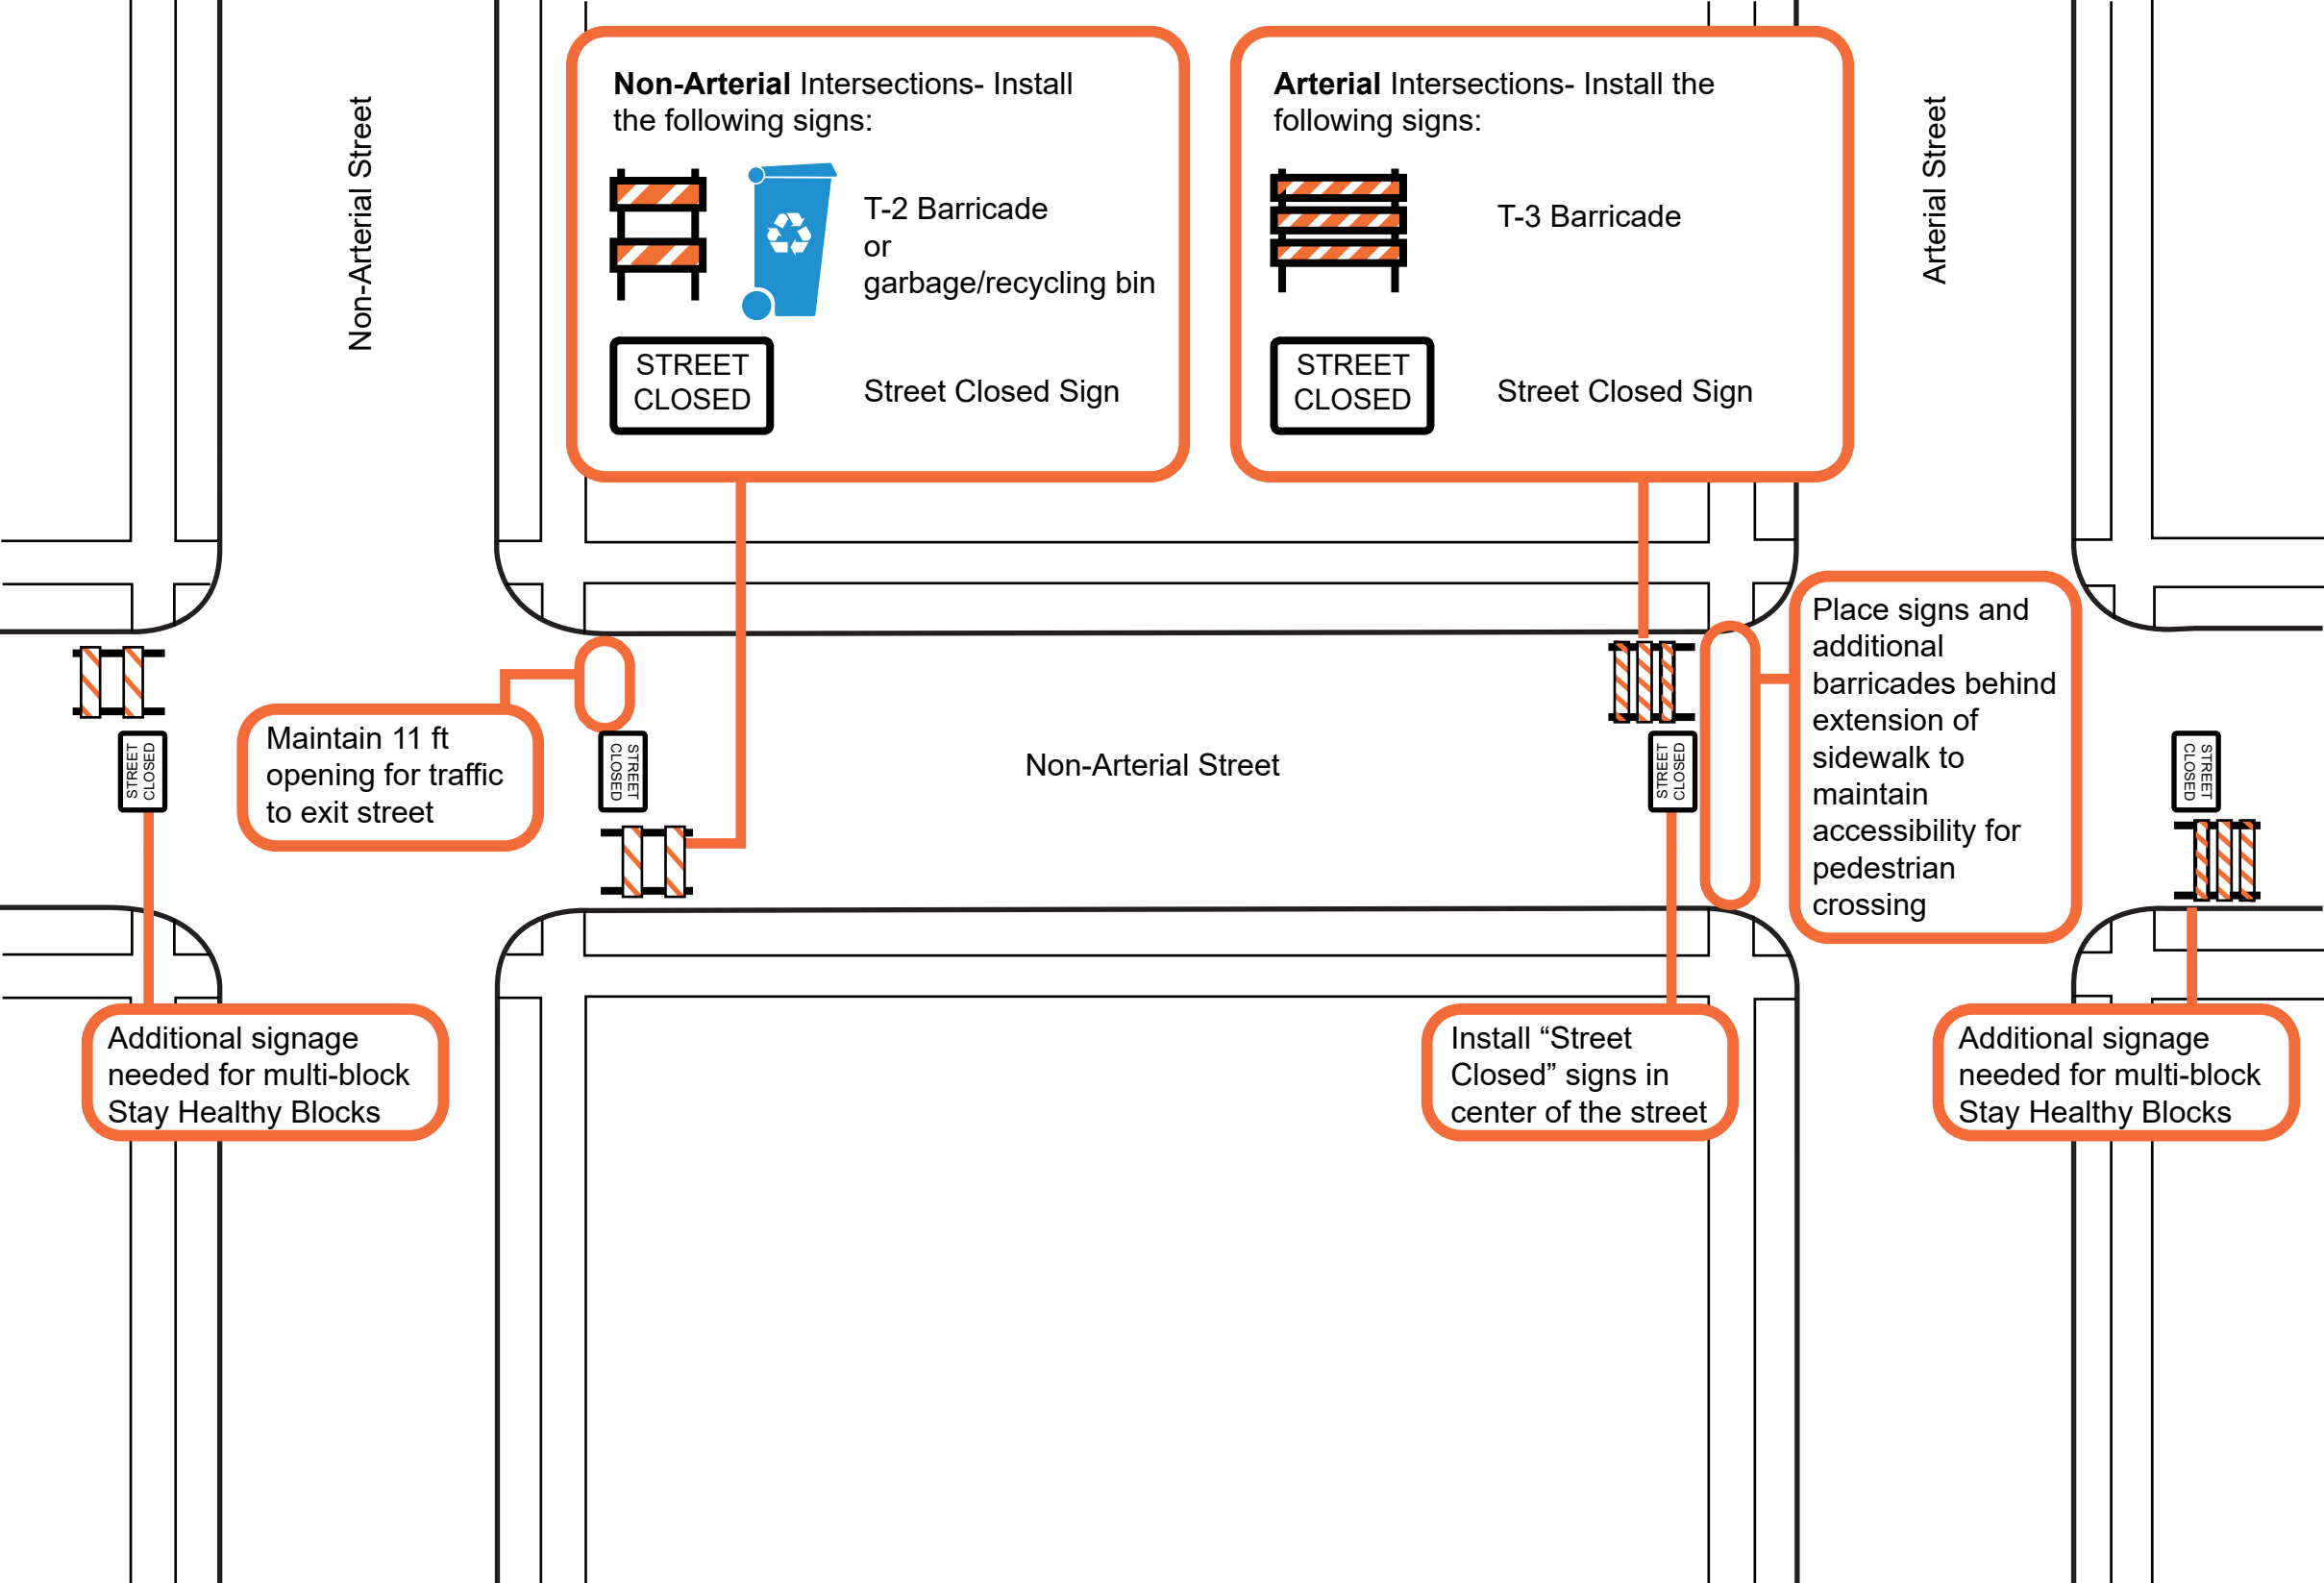 Non-Arterial Street
Non-Arterial Intersections- Install
the following signs:
T-2 Barricade
or
garbage/recycling bin
STREET
CLOSED
Street Closed Sign
Arterial Intersections- Install the
following signs:
T-3 Barricade
STREET
CLOSED
Street Closed Sign
Arterial Street
Maintain 11 ft
opening for traffic
to exit street
STREET
CLOSED
STREET
CLOSED
Non-Arterial Street
STREET
CLOSED
Place signs and
additional
barricades behind
extension of
sidewalk to
maintain
accessibility for
pedestrian
crossing
STREET
CLOSED
Additional signage
needed for multi-block
Stay Healthy Blocks
Install “Street
Closed” signs in
center of the street
Additional signage
needed for multi-block
Stay Healthy Blocks